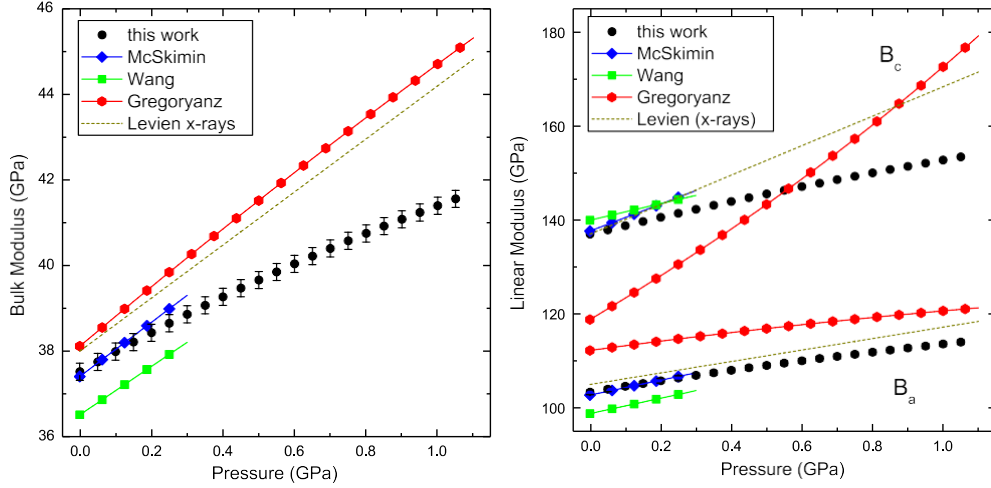 this work
McSkimin
Wang
Gregoryanz
Levien x-rays
46
44
42
40
38
36
0.0
0.2
0.4
0.6
0.8
1.0
Bulk Modulus (GPa)
Pressure (GPa)
this work
McSkimin
Wang
Gregoryanz
Levien (x-rays)
B_c
B_a
180
160
140
120
100
0.0
0.2
0.4
0.6
0.8
1.0
Linear Modulus (GPa)
Pressure (GPa)